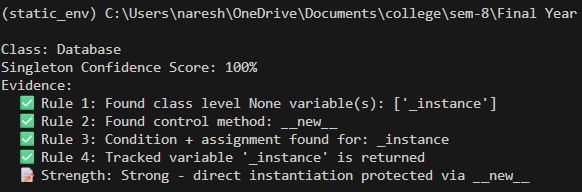 (static_env) C:\Users\naresh\OneDrive\Documents\college\sem-8\Final Year
Class: Database
Singleton Confidence Score: 100%
Evidence:
✅ Rule 1: Found class level None variable(s): ['_instance']
✅ Rule 2: Found control method: __new__
✅ Rule 3: Condition + assignment found for: _instance
✅ Rule 4: Tracked variable '_instance' is returned
📝 Strength: Strong - direct instantiation protected via __new__